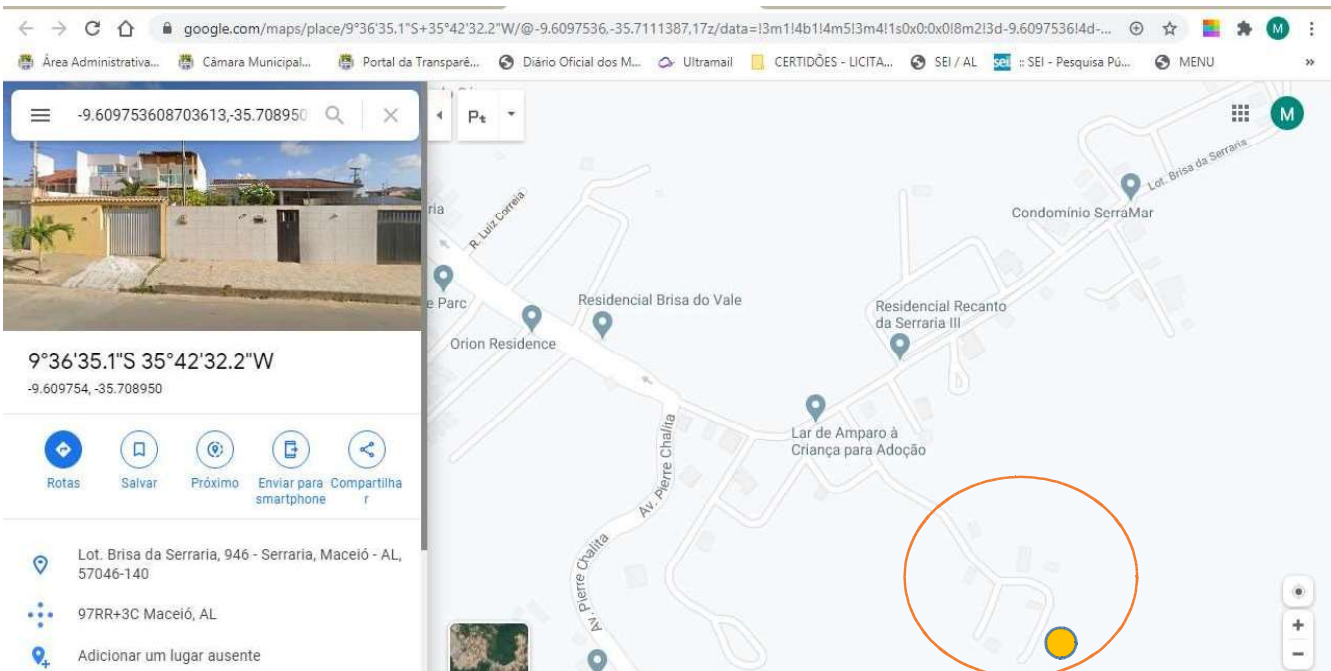 google.com/maps/place/9°36'35.1"S+35°42'32.2"W/@-9.6097536,-35.7111387,17z/data=!3m1!4b1!4m5!3m4!1s0x0:0x0!8m2!3d-9.6097536!4d-...
M
Área Administrativa...
Câmara Municipal...
Portal da Transparê...
Diário Oficial dos M...
Ultramail
CERTIDÕES - LICITA...
SEI / AL
sei
:: SEI - Pesquisa Pú...
MENU
»
-9.609753608703613,-35.708950
9°36'35.1"S 35°42'32.2"W
-9.609754, -35.708950
Rotas
Salvar
Próximo
Enviar para
smartphone
Compartilha
r
Lot. Brisa da Serraria, 946 - Serraria, Maceió - AL,
57046-140
97RR+3C Maceió, AL
Adicionar um lugar ausente
M
Lot. Brisa da Serraria
Condomínio SerraMar
ria
R. Luiz Correia
e Parc
Residencial Brisa do Vale
Residencial Recanto
da Serraria III
Orion Residence
Lar de Amparo à
Criança para Adoção
Av. Pierre Chalita
Av. Pierre Chalita